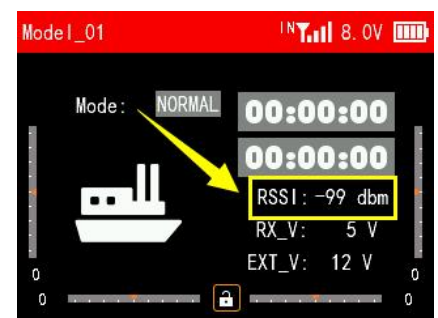 Model_01 IN 8.0V
Mode: NORMAL 00:00:00
00:00:00
RSSI: -99 dbm
RX_V: 5 V
EXT_V: 12 V
0 0
0 0